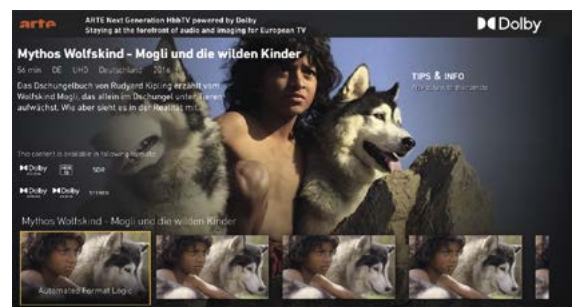 arte
ARTE Next Generation HbbTV powered by Dolby
Staying at the forefront of audio and imaging for European TV
Dolby
Mythos Wolfskind - Mogli und die wilden Kinder
56 min DE UHD Deutschland 2016
Das Dschungelbuch von Rudyard Kipling erzählt vom
Wolfskind Mogli, das allein im Dschungel unter Tieren
aufwächst. Wie aber sieht es in der Realität mit...
TIPS & INFO
This content is available in following formats
Dolby
SDR
Dolby Dolby
Mythos Wolfskind - Mogli und die wilden Kinder
Automated Format Logic